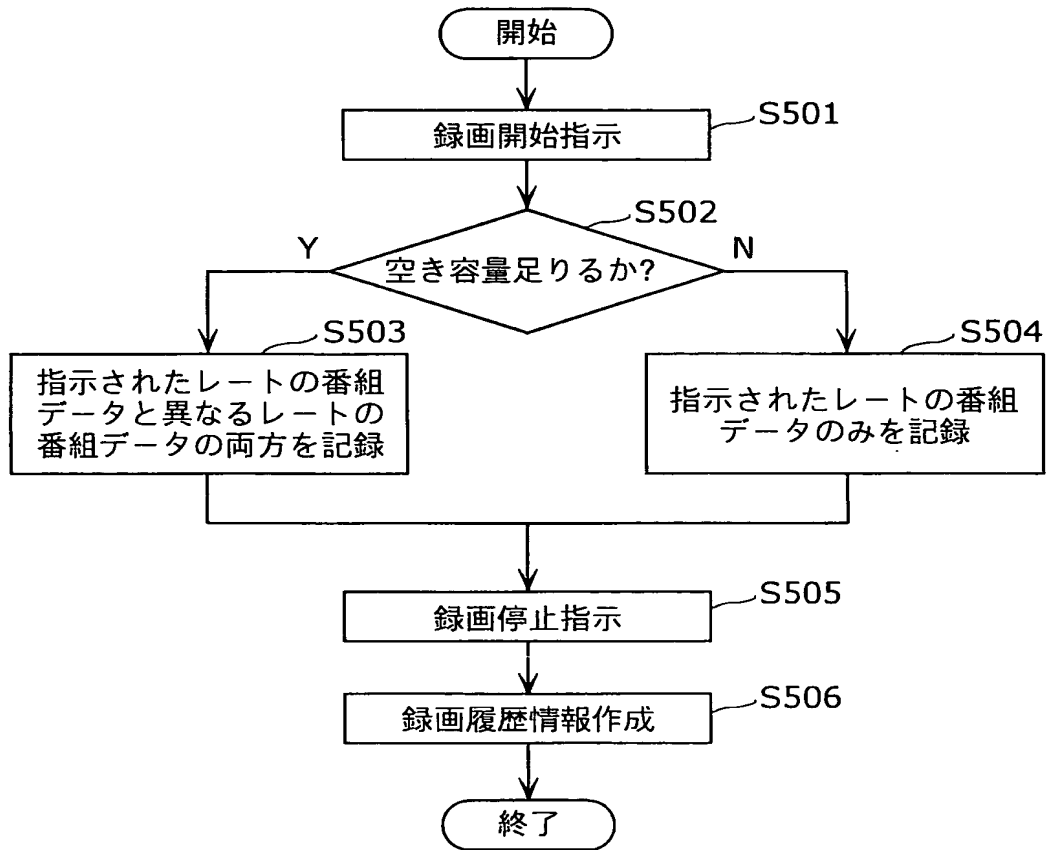 開始
録画開始指示
S501
空き容量足りるか?
S502
Y
N
指示されたレートの番組
データと異なるレートの
番組データの両方を記録
S503
指示されたレートの番組
データのみを記録
S504
録画停止指示
S505
録画履歴情報作成
S506
終了